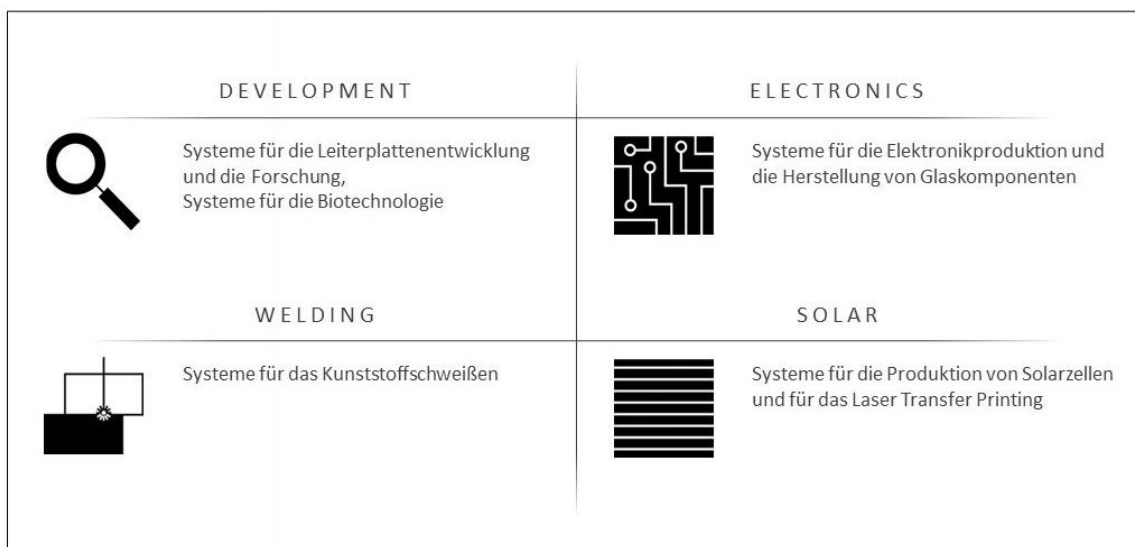 DEVELOPMENT
Systeme für die Leiterplattenentwicklung
und die Forschung,
Systeme für die Biotechnologie
ELECTRONICS
Systeme für die Elektronikproduktion und
die Herstellung von Glaskomponenten
WELDING
Systeme für das Kunststoffschweißen
SOLAR
Systeme für die Produktion von Solarzellen
und für das Laser Transfer Printing